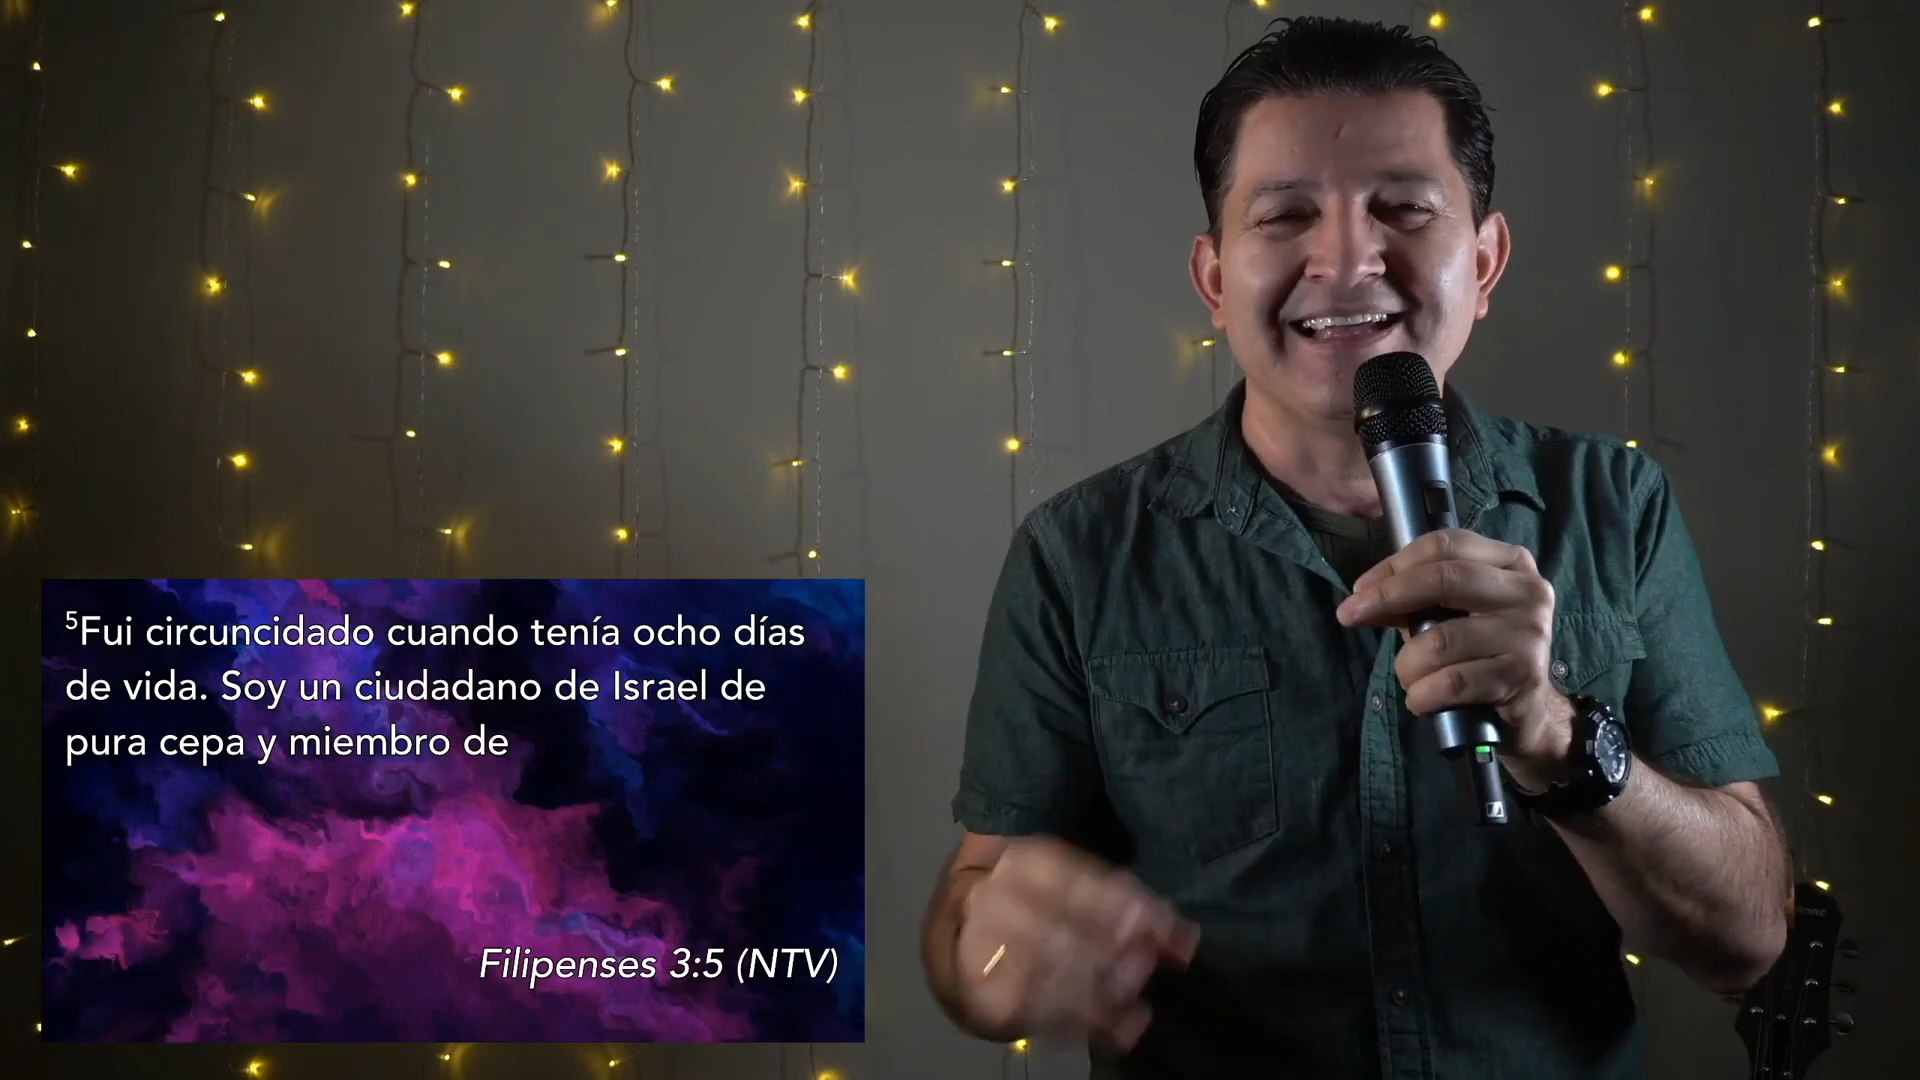 ⁵Fui circuncidado cuando tenía ocho días
de vida. Soy un ciudadano de Israel de
pura cepa y miembro de
Filipenses 3:5 (NTV)